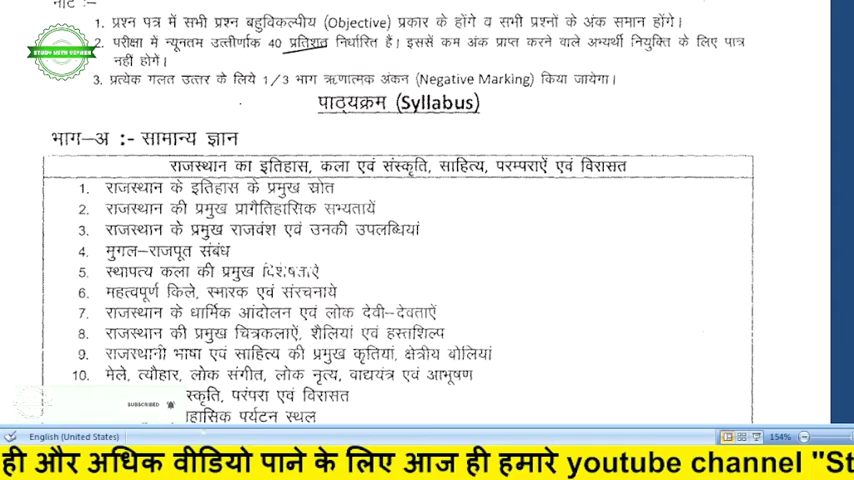 नोट :–
1. प्रश्न पत्र में सभी प्रश्न बहुविकल्पीय (Objective) प्रकार के होंगे व सभी प्रश्नों के अंक समान होंगे।
2. परीक्षा में न्यूनतम उत्तीर्णांक 40 प्रतिशत निर्धारित है। इससें कम अंक प्राप्त करने वाले अभ्यर्थी नियुक्ति के लिए पात्र
नहीं होगें।
3. प्रत्येक गलत उत्तर के लिये 1/3 भाग ऋणात्मक अंकन (Negative Marking) किया जायेगा।
STUDY WITH VIPSHN
पाठ्यक्रम (Syllabus)
भाग–अ :- सामान्य ज्ञान
राजस्थान का इतिहास, कला एवं संस्कृति, साहित्य, परम्पराऐं एवं विरासत
1. राजस्थान के इतिहास के प्रमुख स्रोत
2. राजस्थान की प्रमुख प्रागैतिहासिक सभ्यतायें
3. राजस्थान के प्रमुख राजवंश एवं उनकी उपलब्धियां
4. मुगल–राजपूत संबंध
5. स्थापत्य कला की प्रमुख विशेषताऐ
6. महत्वपूर्ण किले, स्मारक एवं संरचनाये
7. राजस्थान के धार्मिक आंदोलन एवं लोक देवी–देवताऐं
8. राजस्थान की प्रमुख चित्रकलाऐं, शैलियां एवं हस्तशिल्प
9. राजस्थानी भाषा एवं साहित्य की प्रमुख कृतियां, क्षेत्रीय बोलियां
10. मेले, त्यौहार, लोक संगीत, लोक नृत्य, वाद्ययंत्र एवं आभूषण
स्कृति, परंपरा एवं विरासत
SUBSCRIBED
हासिक पर्यटन स्थल
English (United States)
154%
ही और अधिक वीडियो पाने के लिए आज ही हमारे youtube channel "St